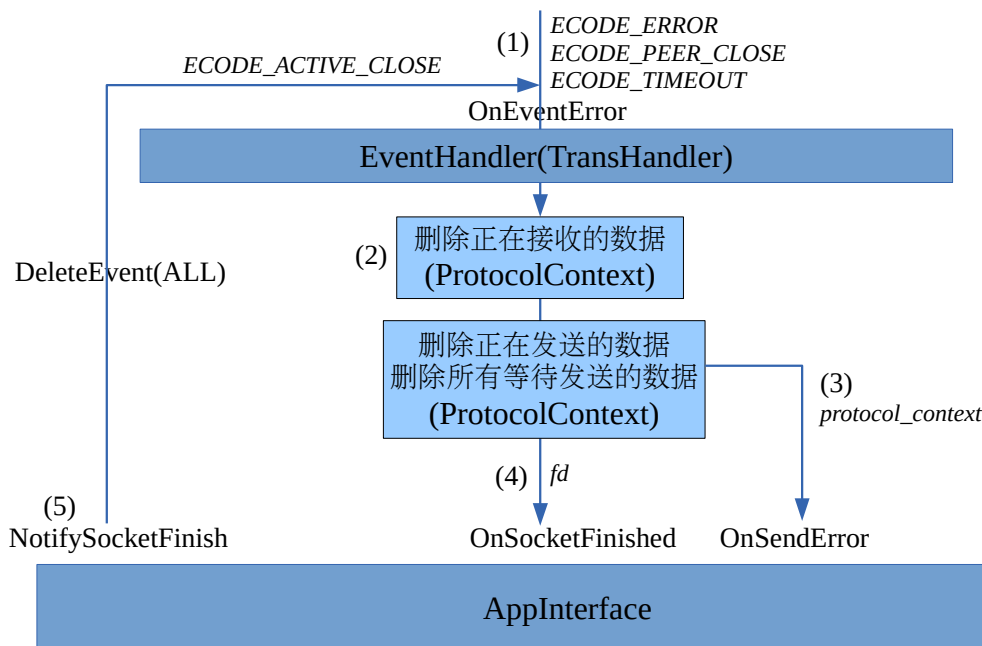 (1)
ECODE_ERROR
ECODE_PEER_CLOSE
ECODE_TIMEOUT
ECODE_ACTIVE_CLOSE
OnEventError
EventHandler(TransHandler)
(2)
删除正在接收的数据
(ProtocolContext)
DeleteEvent(ALL)
删除正在发送的数据
删除所有等待发送的数据
(ProtocolContext)
(3)
protocol_context
(4)
fd
(5)
NotifySocketFinish
OnSocketFinished
OnSendError
AppInterface